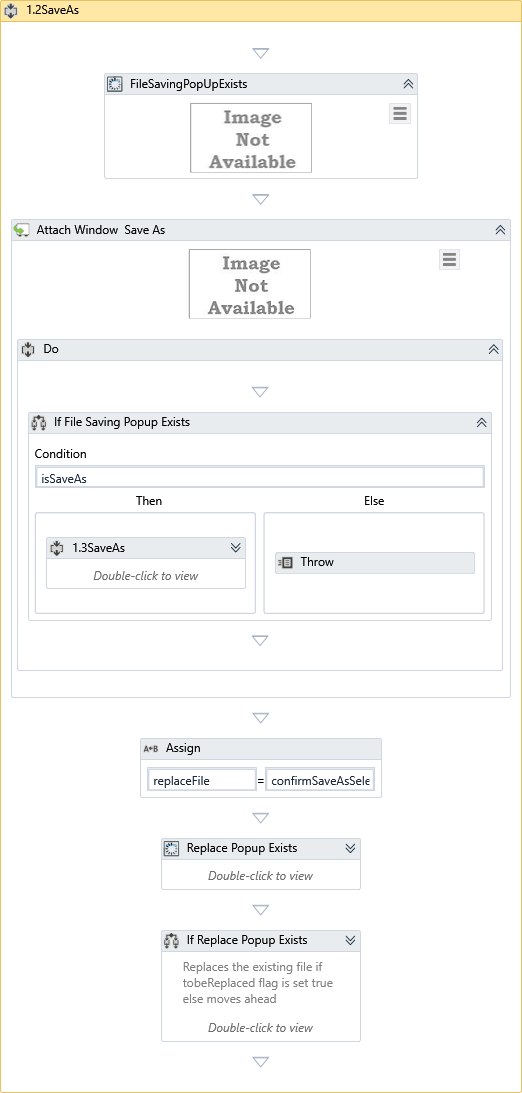 1.2SaveAs
FileSavingPopUpExists
Image
Not
Available
Attach Window  Save As
Image
Not
Available
Do
If File Saving Popup Exists
Condition
isSaveAs
Then
Else
1.3SaveAs
Double-click to view
Throw
A+B Assign
replaceFile = confirmSaveAsSele
Replace Popup Exists
Double-click to view
If Replace Popup Exists
Replaces the existing file if
tobeReplaced flag is set true
else moves ahead
Double-click to view